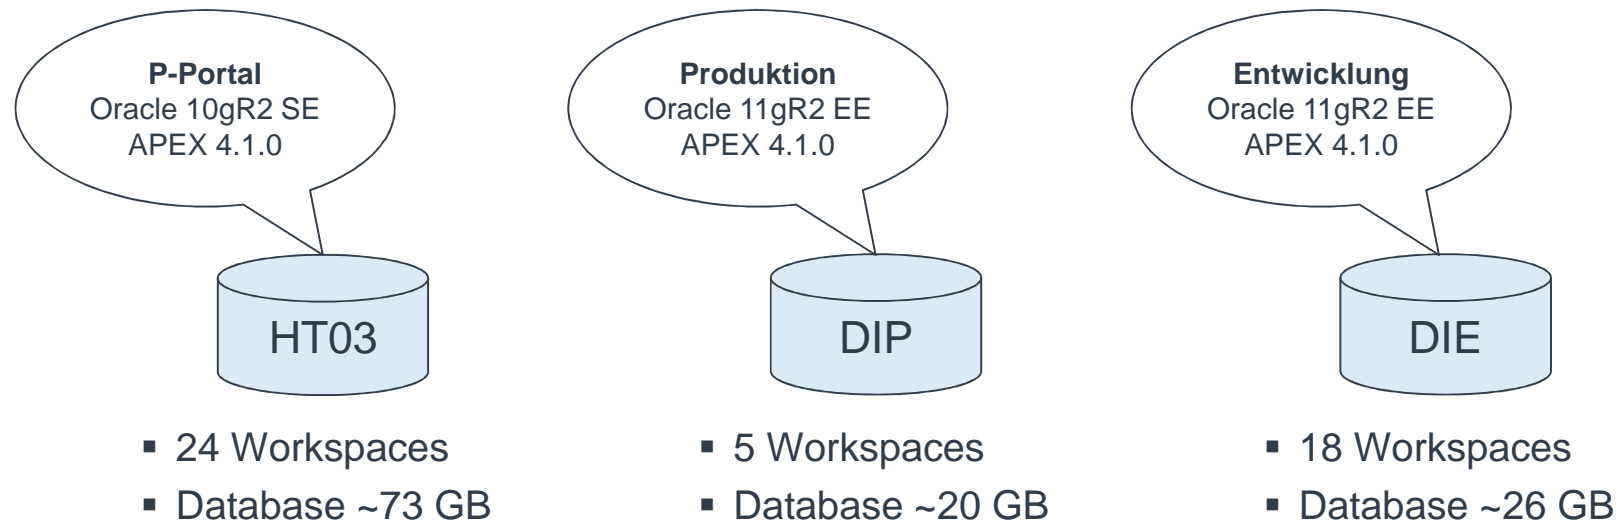 P-Portal
Oracle 10gR2 SE
APEX 4.1.0
HT03
▪ 24 Workspaces
▪ Database ~73 GB
Produktion
Oracle 11gR2 EE
APEX 4.1.0
DIP
▪ 5 Workspaces
▪ Database ~20 GB
Entwicklung
Oracle 11gR2 EE
APEX 4.1.0
DIE
▪ 18 Workspaces
▪ Database ~26 GB